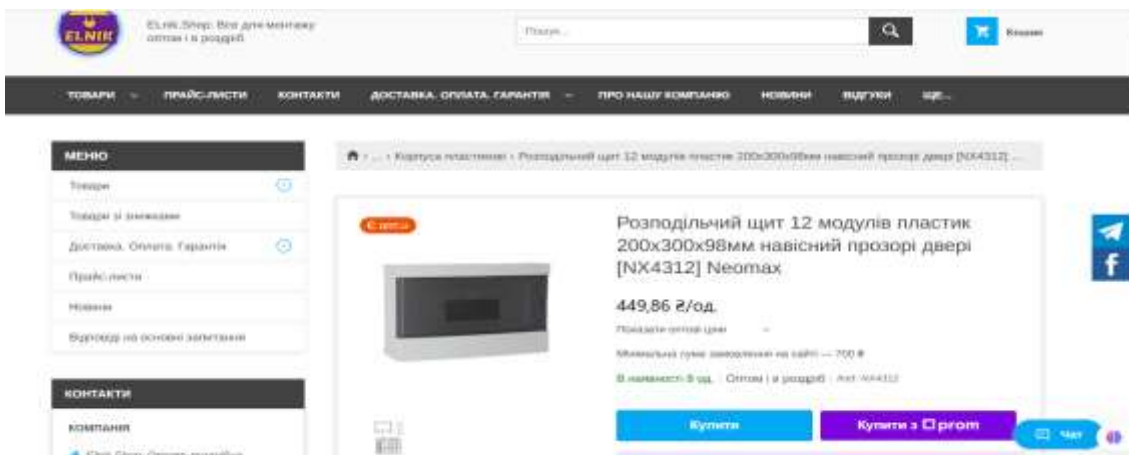 ELNIK
ELnik.Shop: Все для монтажу
оптом і в роздріб
Пошук...
Кошик
ТОВАРИ
ПРАЙС-ЛИСТИ
КОНТАКТИ
ДОСТАВКА. ОПЛАТА. ГАРАНТІЯ
ПРО НАШУ КОМПАНІЮ
НОВИНИ
ВІДГУКИ
ЩЕ...
МЕНЮ
... › Корпуса пластикові › Розподільчий щит 12 модулів пластик 200х300х98мм навісний прозорі двері [NX4312] ...
Товари
Товари зі знижками
Доставка. Оплата. Гарантія
Прайс-листи
Новини
Відповіді на основні запитання
КОНТАКТИ
КОМПАНІЯ
Розподільчий щит 12 модулів пластик
200х300х98мм навісний прозорі двері
[NX4312] Neomax
449,86 ₴/од.
Показати оптові ціни
Мінімальна сума замовлення на сайті — 700 ₴
В наявності 8 од.
Оптом і в роздріб
Код: NX4312
Купити
Купити з prom
Чат